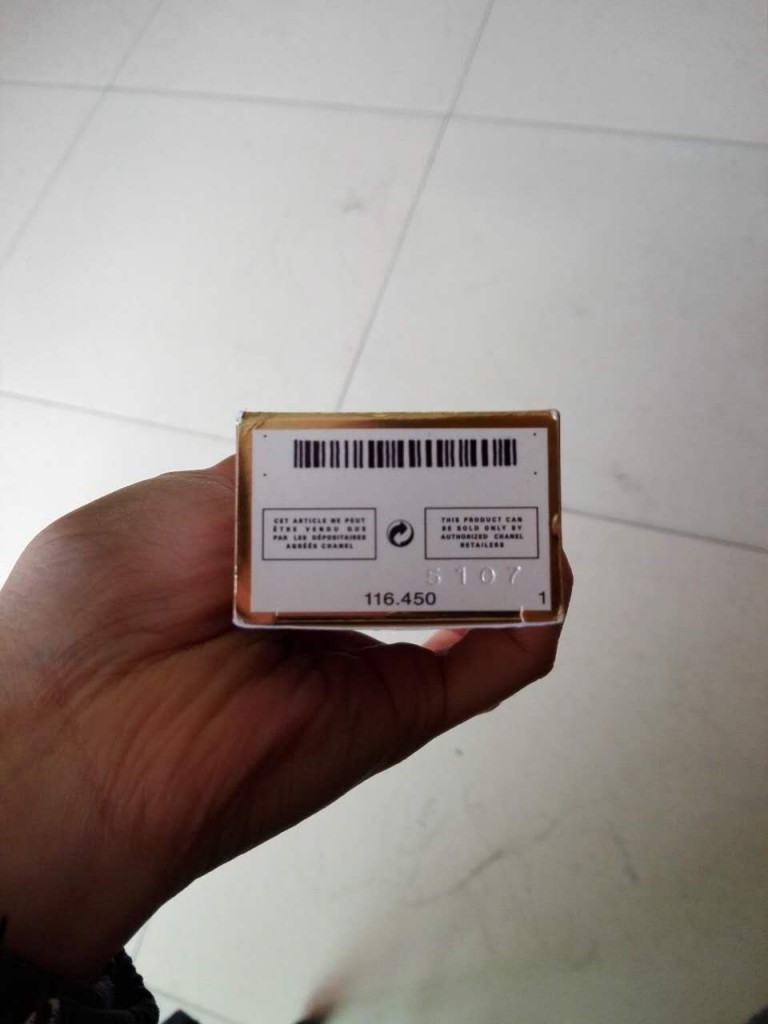 CET ARTICLE NE PEUT
ÊTRE VENDU QUE
PAR LES DÉPOSITAIRES
AGRÉÉS CHANEL
THIS PRODUCT CAN
BE SOLD ONLY BY
AUTHORIZED CHANEL
RETAILERS
5107
116.450
1